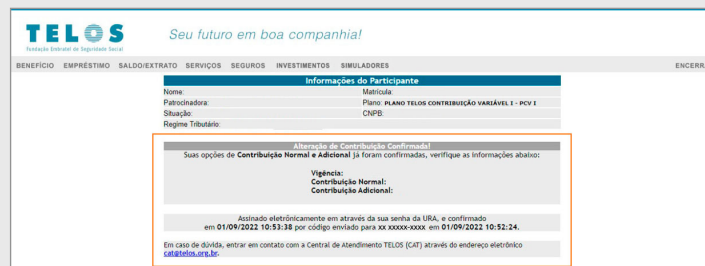 TELOS
Fundação Embratel de Seguridade Social
Seu futuro em boa companhia!
BENEFÍCIO EMPRÉSTIMO SALDO/EXTRATO SERVIÇOS SEGUROS INVESTIMENTOS SIMULADORES ENCERRA
Informações do Participante
Nome: Matrícula:
Patrocinadora: Plano: PLANO TELOS CONTRIBUIÇÃO VARIÁVEL I - PCV I
Situação: CNPB:
Regime Tributário:
Alteração de Contribuição Confirmada!
Suas opções de Contribuição Normal e Adicional já foram confirmadas, verifique as informações abaixo:
Vigência:
Contribuição Normal:
Contribuição Adicional:
Assinado eletrônicamente em através da sua senha da URA, e confirmado
em 01/09/2022 10:53:38 por código enviado para xx xxxxx-xxxx em 01/09/2022 10:52:24.
Em caso de dúvida, entrar em contato com a Central de Atendimento TELOS (CAT) através do endereço eletrônico
cat@telos.org.br.